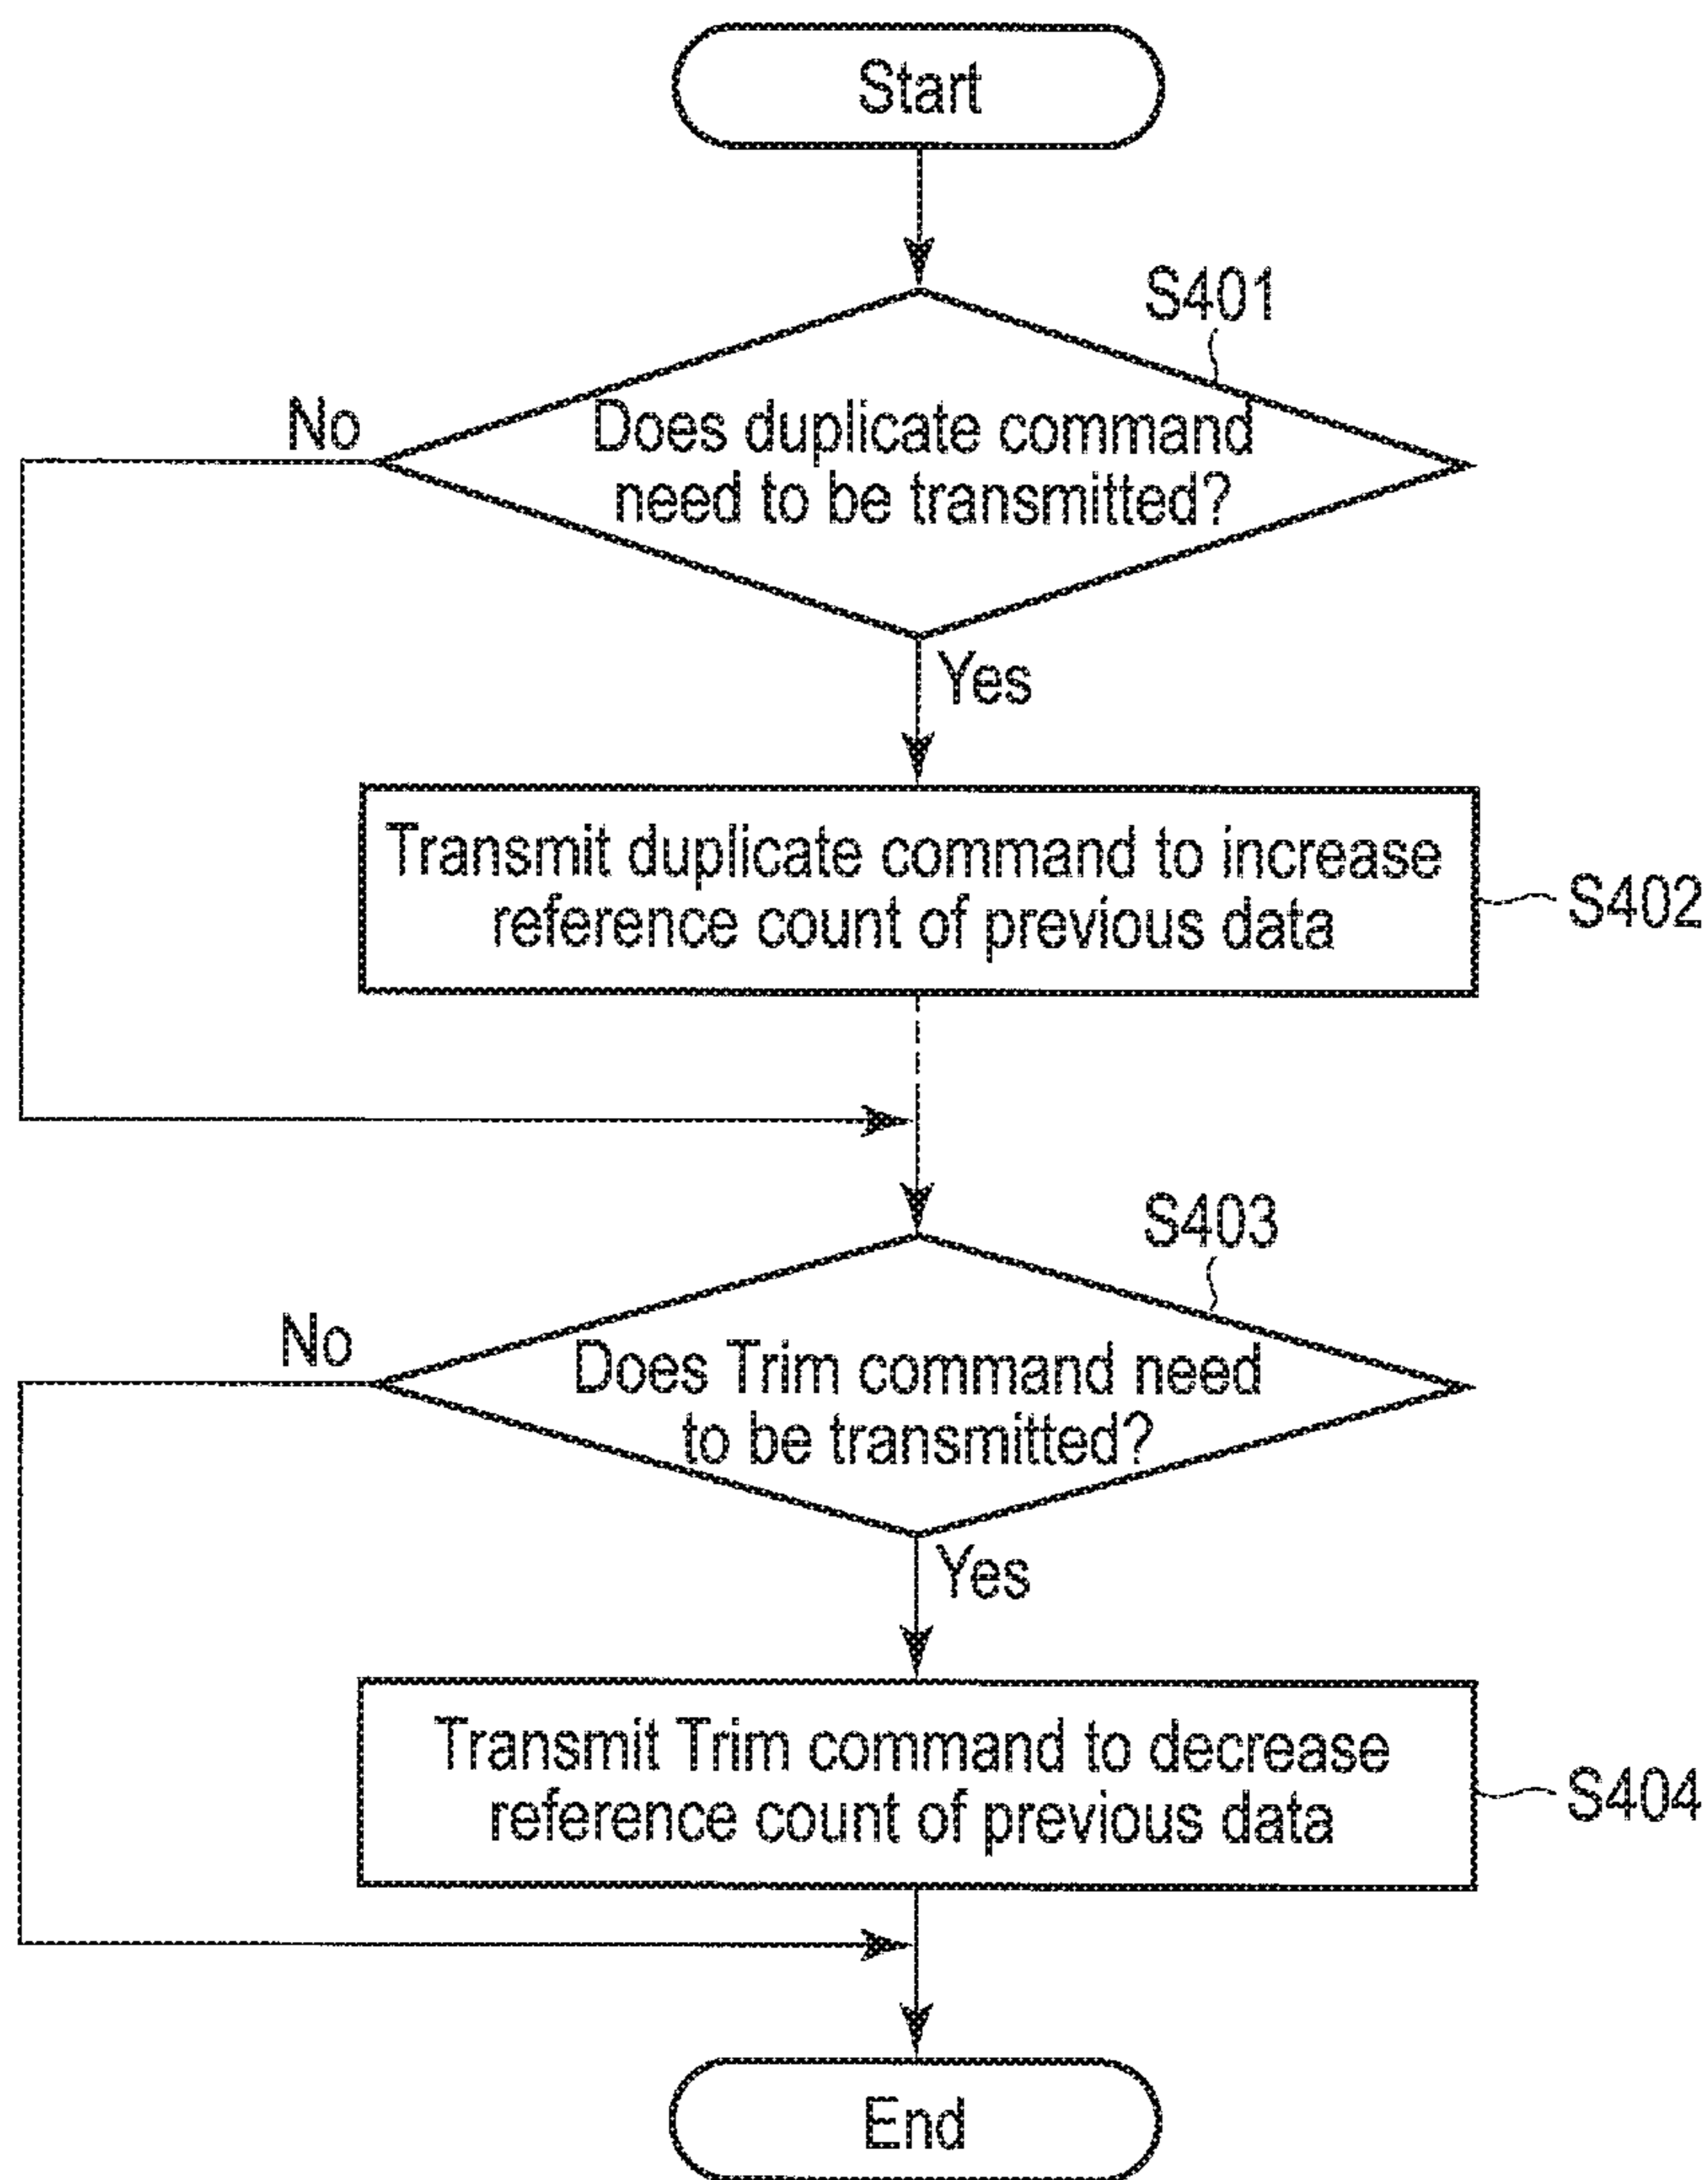 Start
S401
No
Does duplicate command
need to be transmitted?
Yes
Transmit duplicate command to increase
reference count of previous data
S402
S403
No
Does Trim command need
to be transmitted?
Yes
Transmit Trim command to decrease
reference count of previous data
S404
End